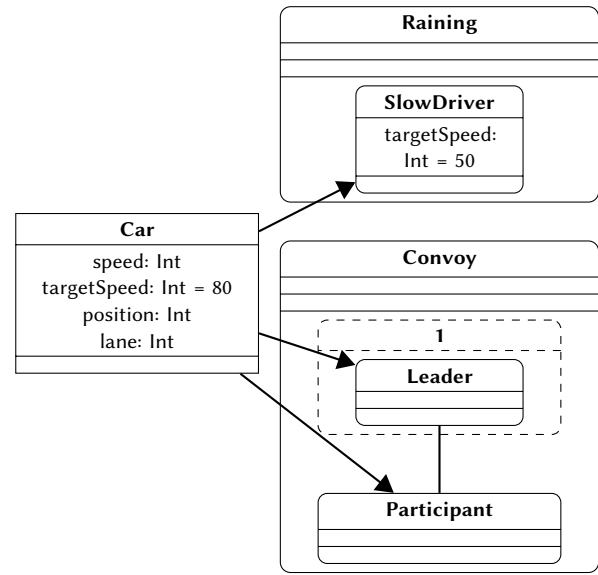 Raining
SlowDriver
targetSpeed:
Int = 50
Car
speed: Int
targetSpeed: Int = 80
position: Int
lane: Int
Convoy
1
Leader
Participant